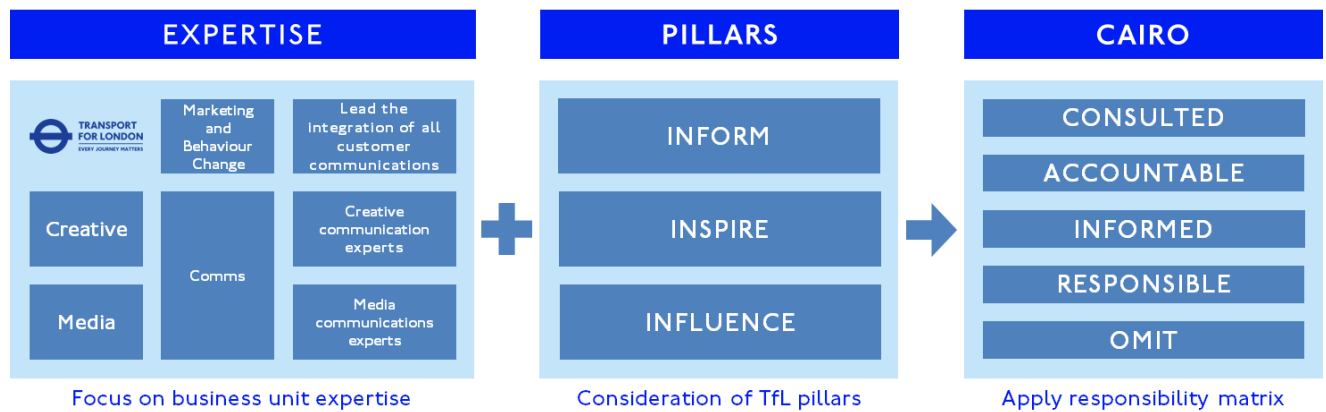 EXPERTISE
PILLARS
CAIRO
TRANSPORT
FOR LONDON
EVERY JOURNEY MATTERS
Marketing
and
Behaviour
Change
Lead the
integration of all
customer
communications
Creative
Comms
Creative
communication
experts
Media
Media
communications
experts
INFORM
INSPIRE
INFLUENCE
CONSULTED
ACCOUNTABLE
INFORMED
RESPONSIBLE
OMIT
Focus on business unit expertise
Consideration of TfL pillars
Apply responsibility matrix